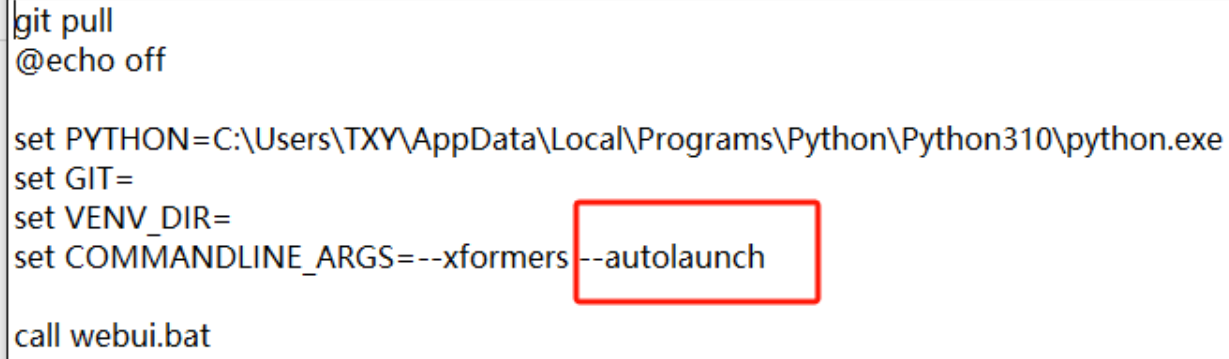 git pull
@echo off
set PYTHON=C:\Users\TXY\AppData\Local\Programs\Python\Python310\python.exe
set GIT=
set VENV_DIR=
set COMMANDLINE_ARGS=--xformers --autolaunch
call webui.bat